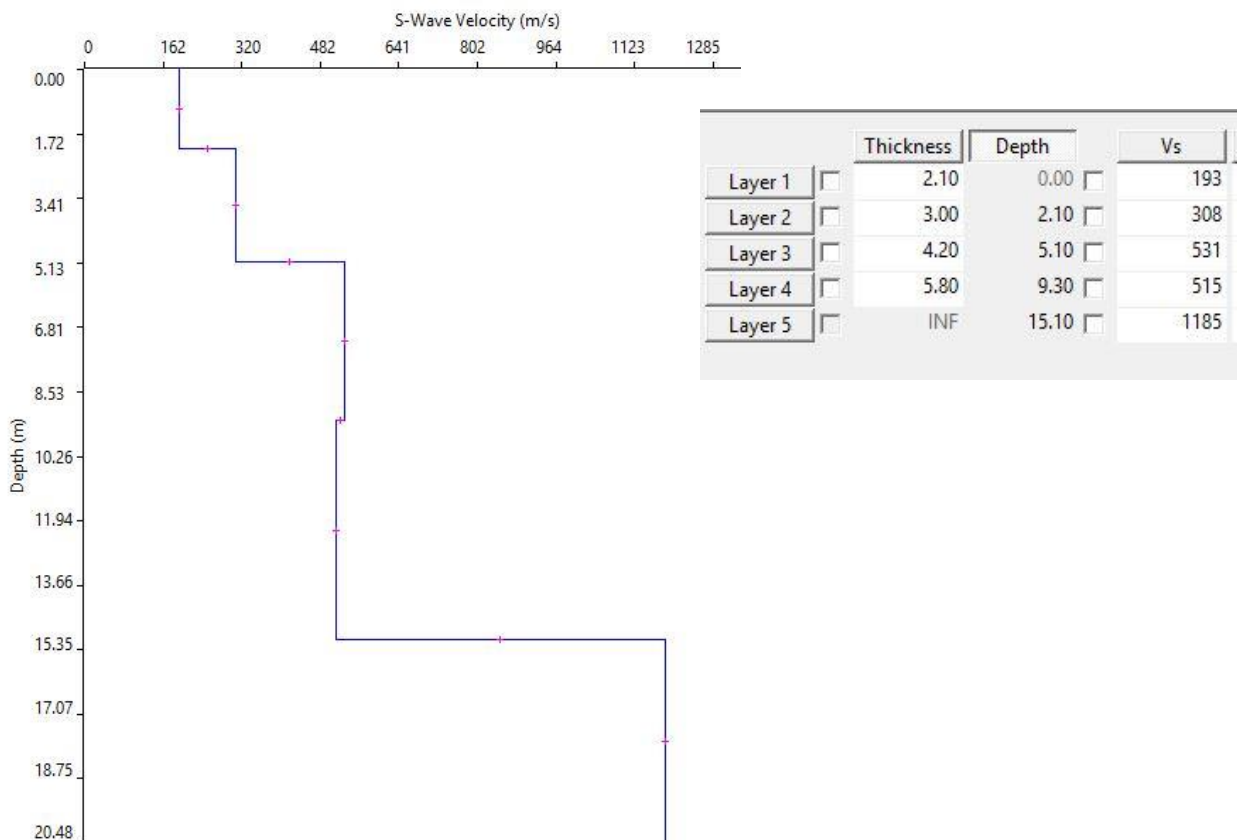 S-Wave Velocity (m/s)
0 162 320 482 641 802 964 1123 1285
0.00
1.72
3.41
5.13
6.81
8.53
10.26
11.94
13.66
15.35
17.07
18.75
20.48
Depth (m)
Thickness Depth Vs
Layer 1 2.10 0.00 193
Layer 2 3.00 2.10 308
Layer 3 4.20 5.10 531
Layer 4 5.80 9.30 515
Layer 5 INF 15.10 1185